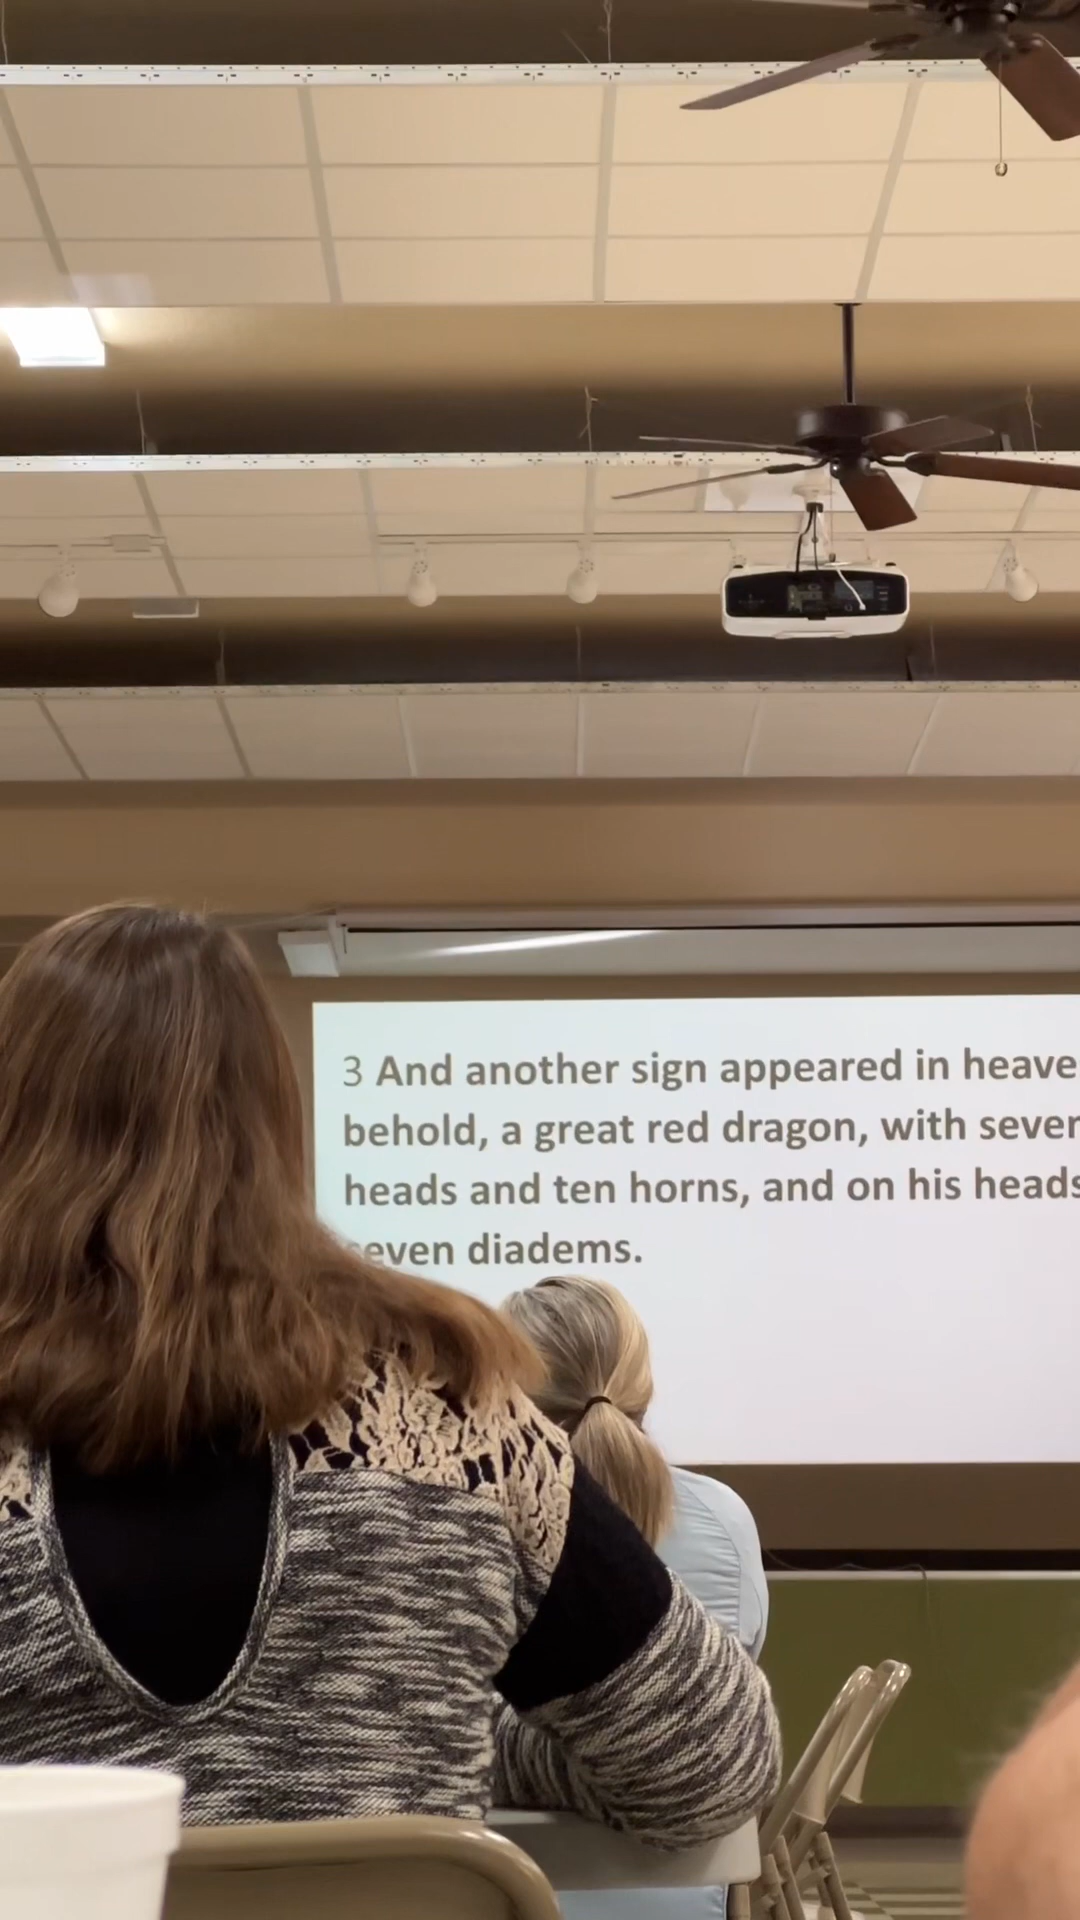 3 And another sign appeared in heave
behold, a great red dragon, with seven
heads and ten horns, and on his heads
seven diadems.